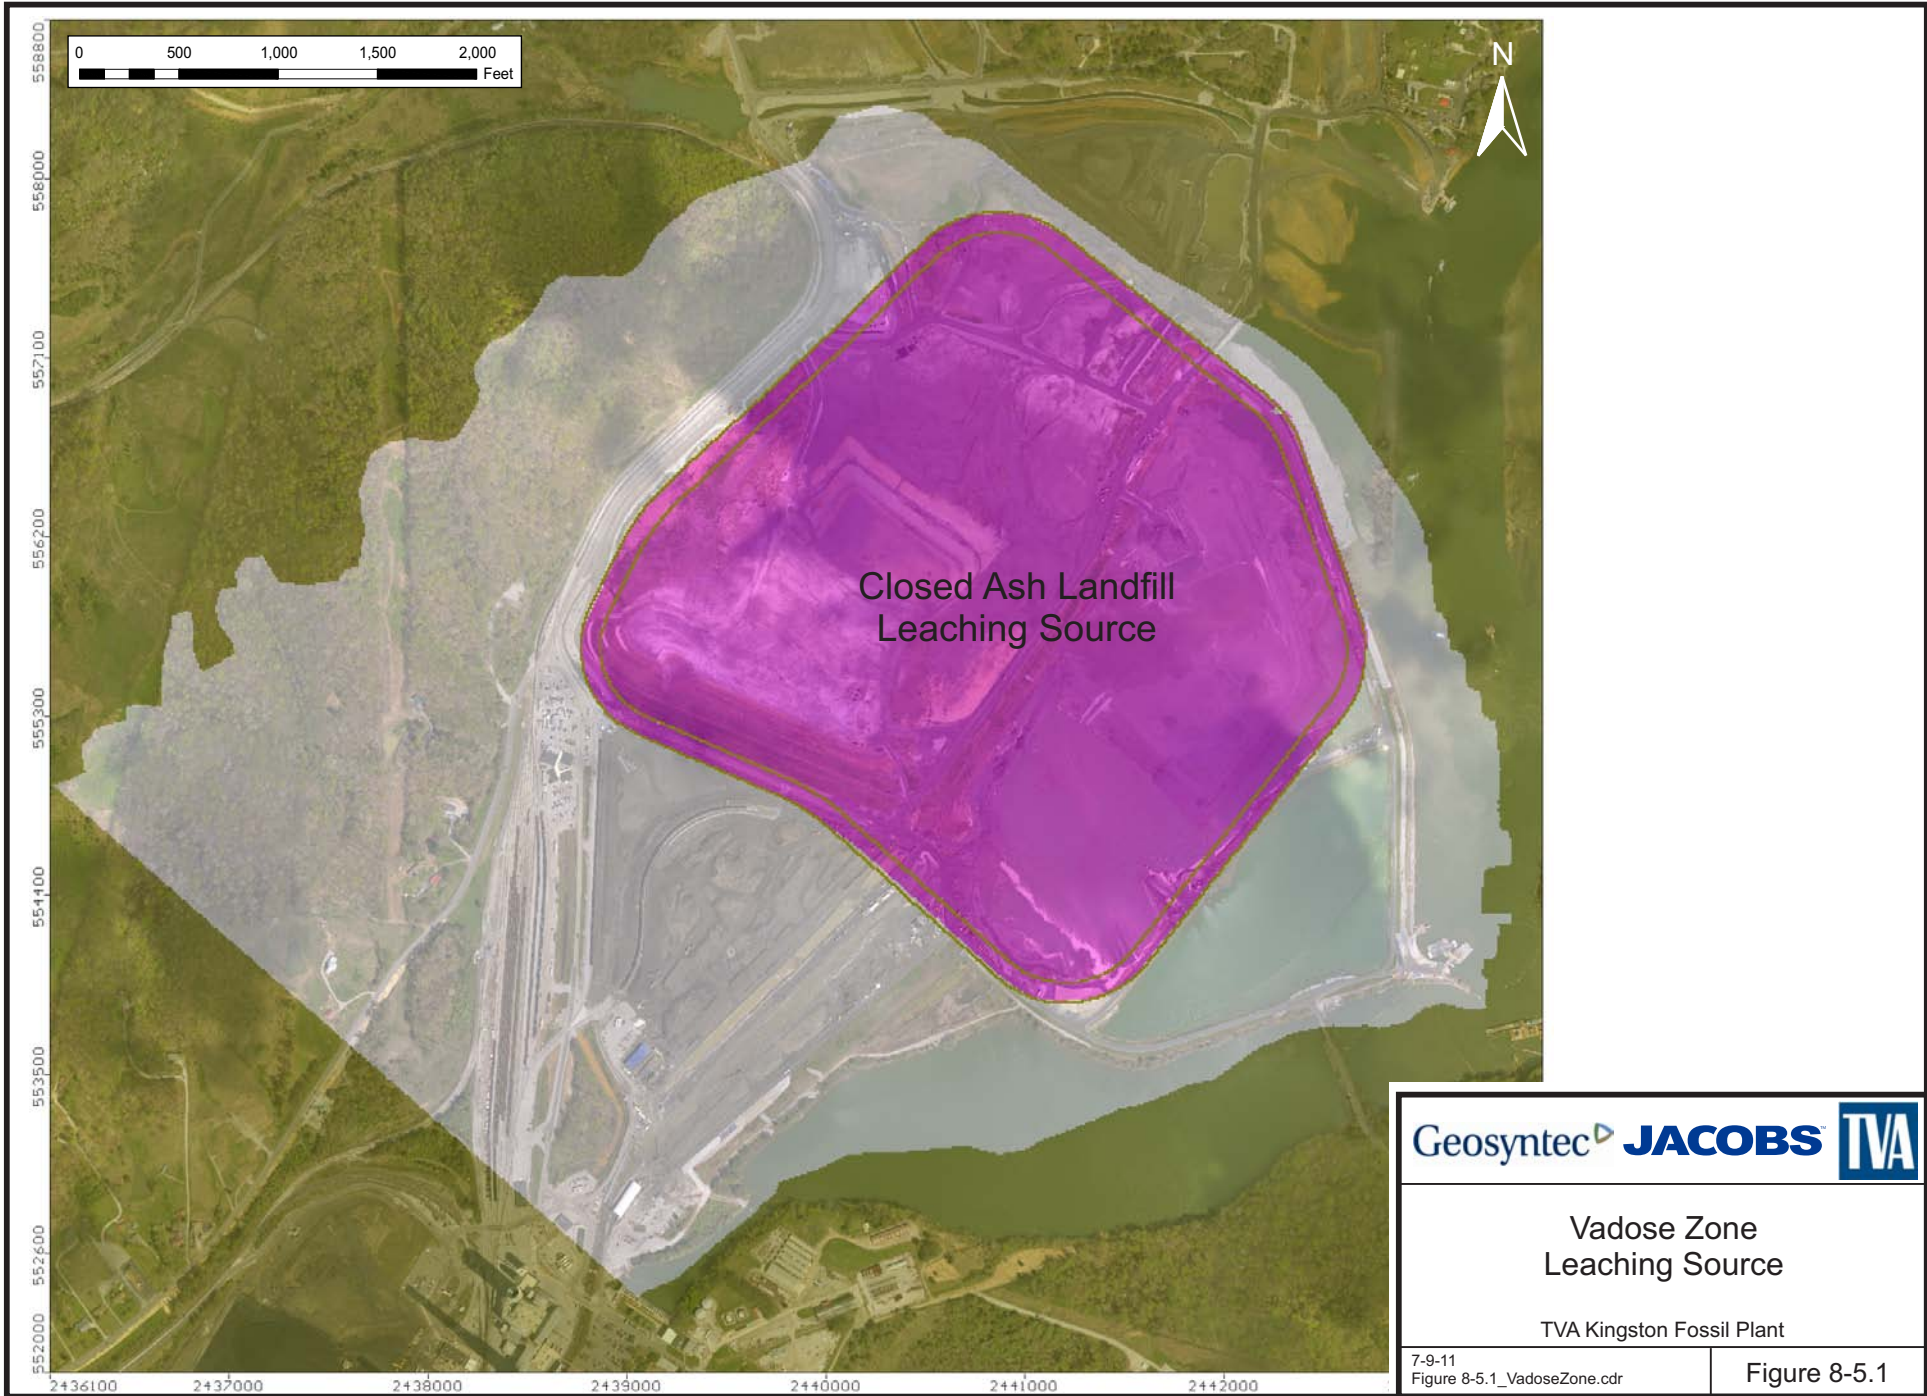 0 500 1,000 1,500 2,000
Feet
N
558800
558000
557100
556200
555300
554400
553500
552600
552000
Closed Ash Landfill
Leaching Source
2436100 2437000 2438000 2439000 2440000 2441000 2442000
Geosyntec JACOBS TVA
Vadose Zone
Leaching Source
TVA Kingston Fossil Plant
7-9-11
Figure 8-5.1_VadoseZone.cdr
Figure 8-5.1